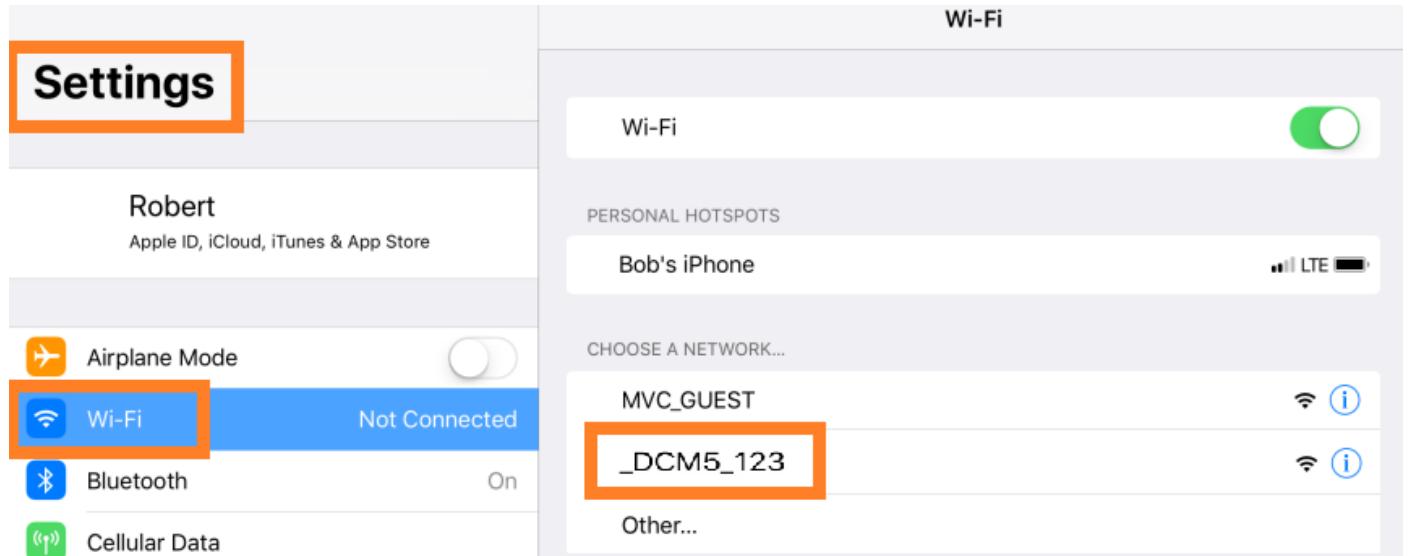 Settings
Robert
Apple ID, iCloud, iTunes & App Store
Airplane Mode
Wi-Fi
Not Connected
Bluetooth
On
Cellular Data
Wi-Fi
Wi-Fi
PERSONAL HOTSPOTS
Bob's iPhone
LTE
CHOOSE A NETWORK...
MVC_GUEST
_DCM5_123
Other...